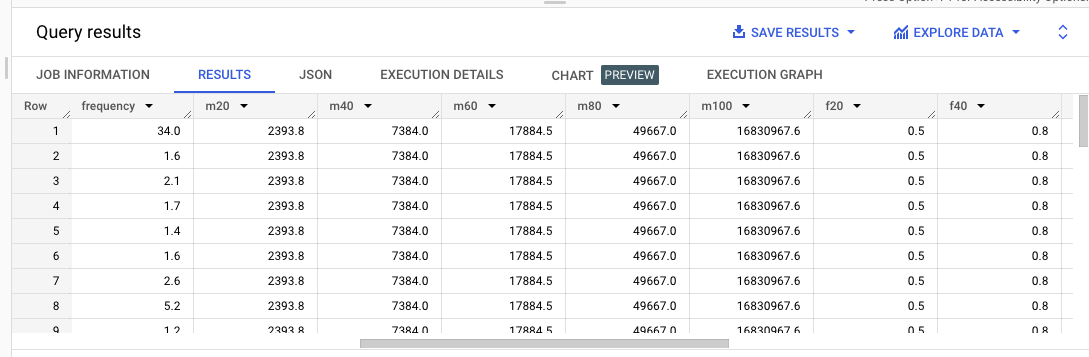 Query results
SAVE RESULTS
EXPLORE DATA
JOB INFORMATION RESULTS JSON EXECUTION DETAILS CHART PREVIEW EXECUTION GRAPH
Row frequency m20 m40 m60 m80 m100 f20 f40
1 34.0 2393.8 7384.0 17884.5 49667.0 16830967.6 0.5 0.8
2 1.6 2393.8 7384.0 17884.5 49667.0 16830967.6 0.5 0.8
3 2.1 2393.8 7384.0 17884.5 49667.0 16830967.6 0.5 0.8
4 1.7 2393.8 7384.0 17884.5 49667.0 16830967.6 0.5 0.8
5 1.4 2393.8 7384.0 17884.5 49667.0 16830967.6 0.5 0.8
6 1.6 2393.8 7384.0 17884.5 49667.0 16830967.6 0.5 0.8
7 2.6 2393.8 7384.0 17884.5 49667.0 16830967.6 0.5 0.8
8 5.2 2393.8 7384.0 17884.5 49667.0 16830967.6 0.5 0.8
9 1.2 2393.8 7384.0 17884.5 49667.0 16830967.6 0.5 0.8